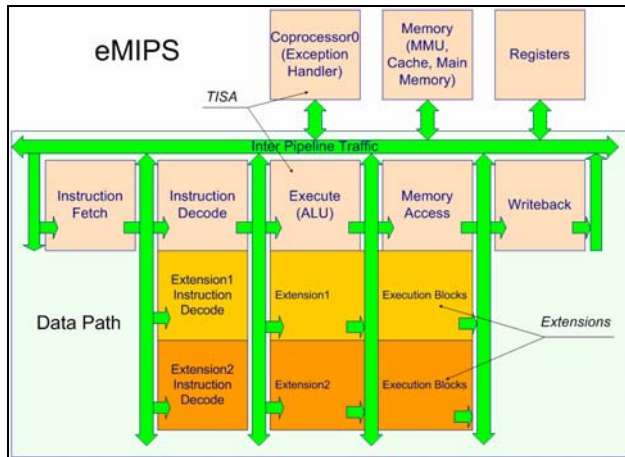 eMIPS
Coprocessor0
(Exception
Handler)
Memory
(MMU,
Cache, Main
Memory)
Registers
TISA
Inter Pipeline Traffic
Instruction
Fetch
Instruction
Decode
Execute
(ALU)
Memory
Access
Writeback
Data Path
Extension1
Instruction
Decode
Extension1
Execution Blocks
Extensions
Extension2
Instruction
Decode
Extension2
Execution Blocks